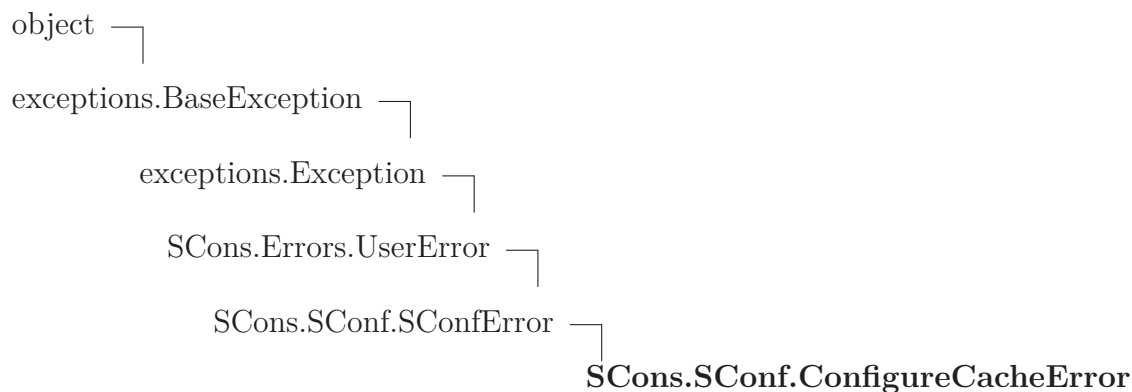 object
exceptions.BaseException
exceptions.Exception
SCons.Errors.UserError
SCons.SConf.SConfError
SCons.SConf.ConfigureCacheError